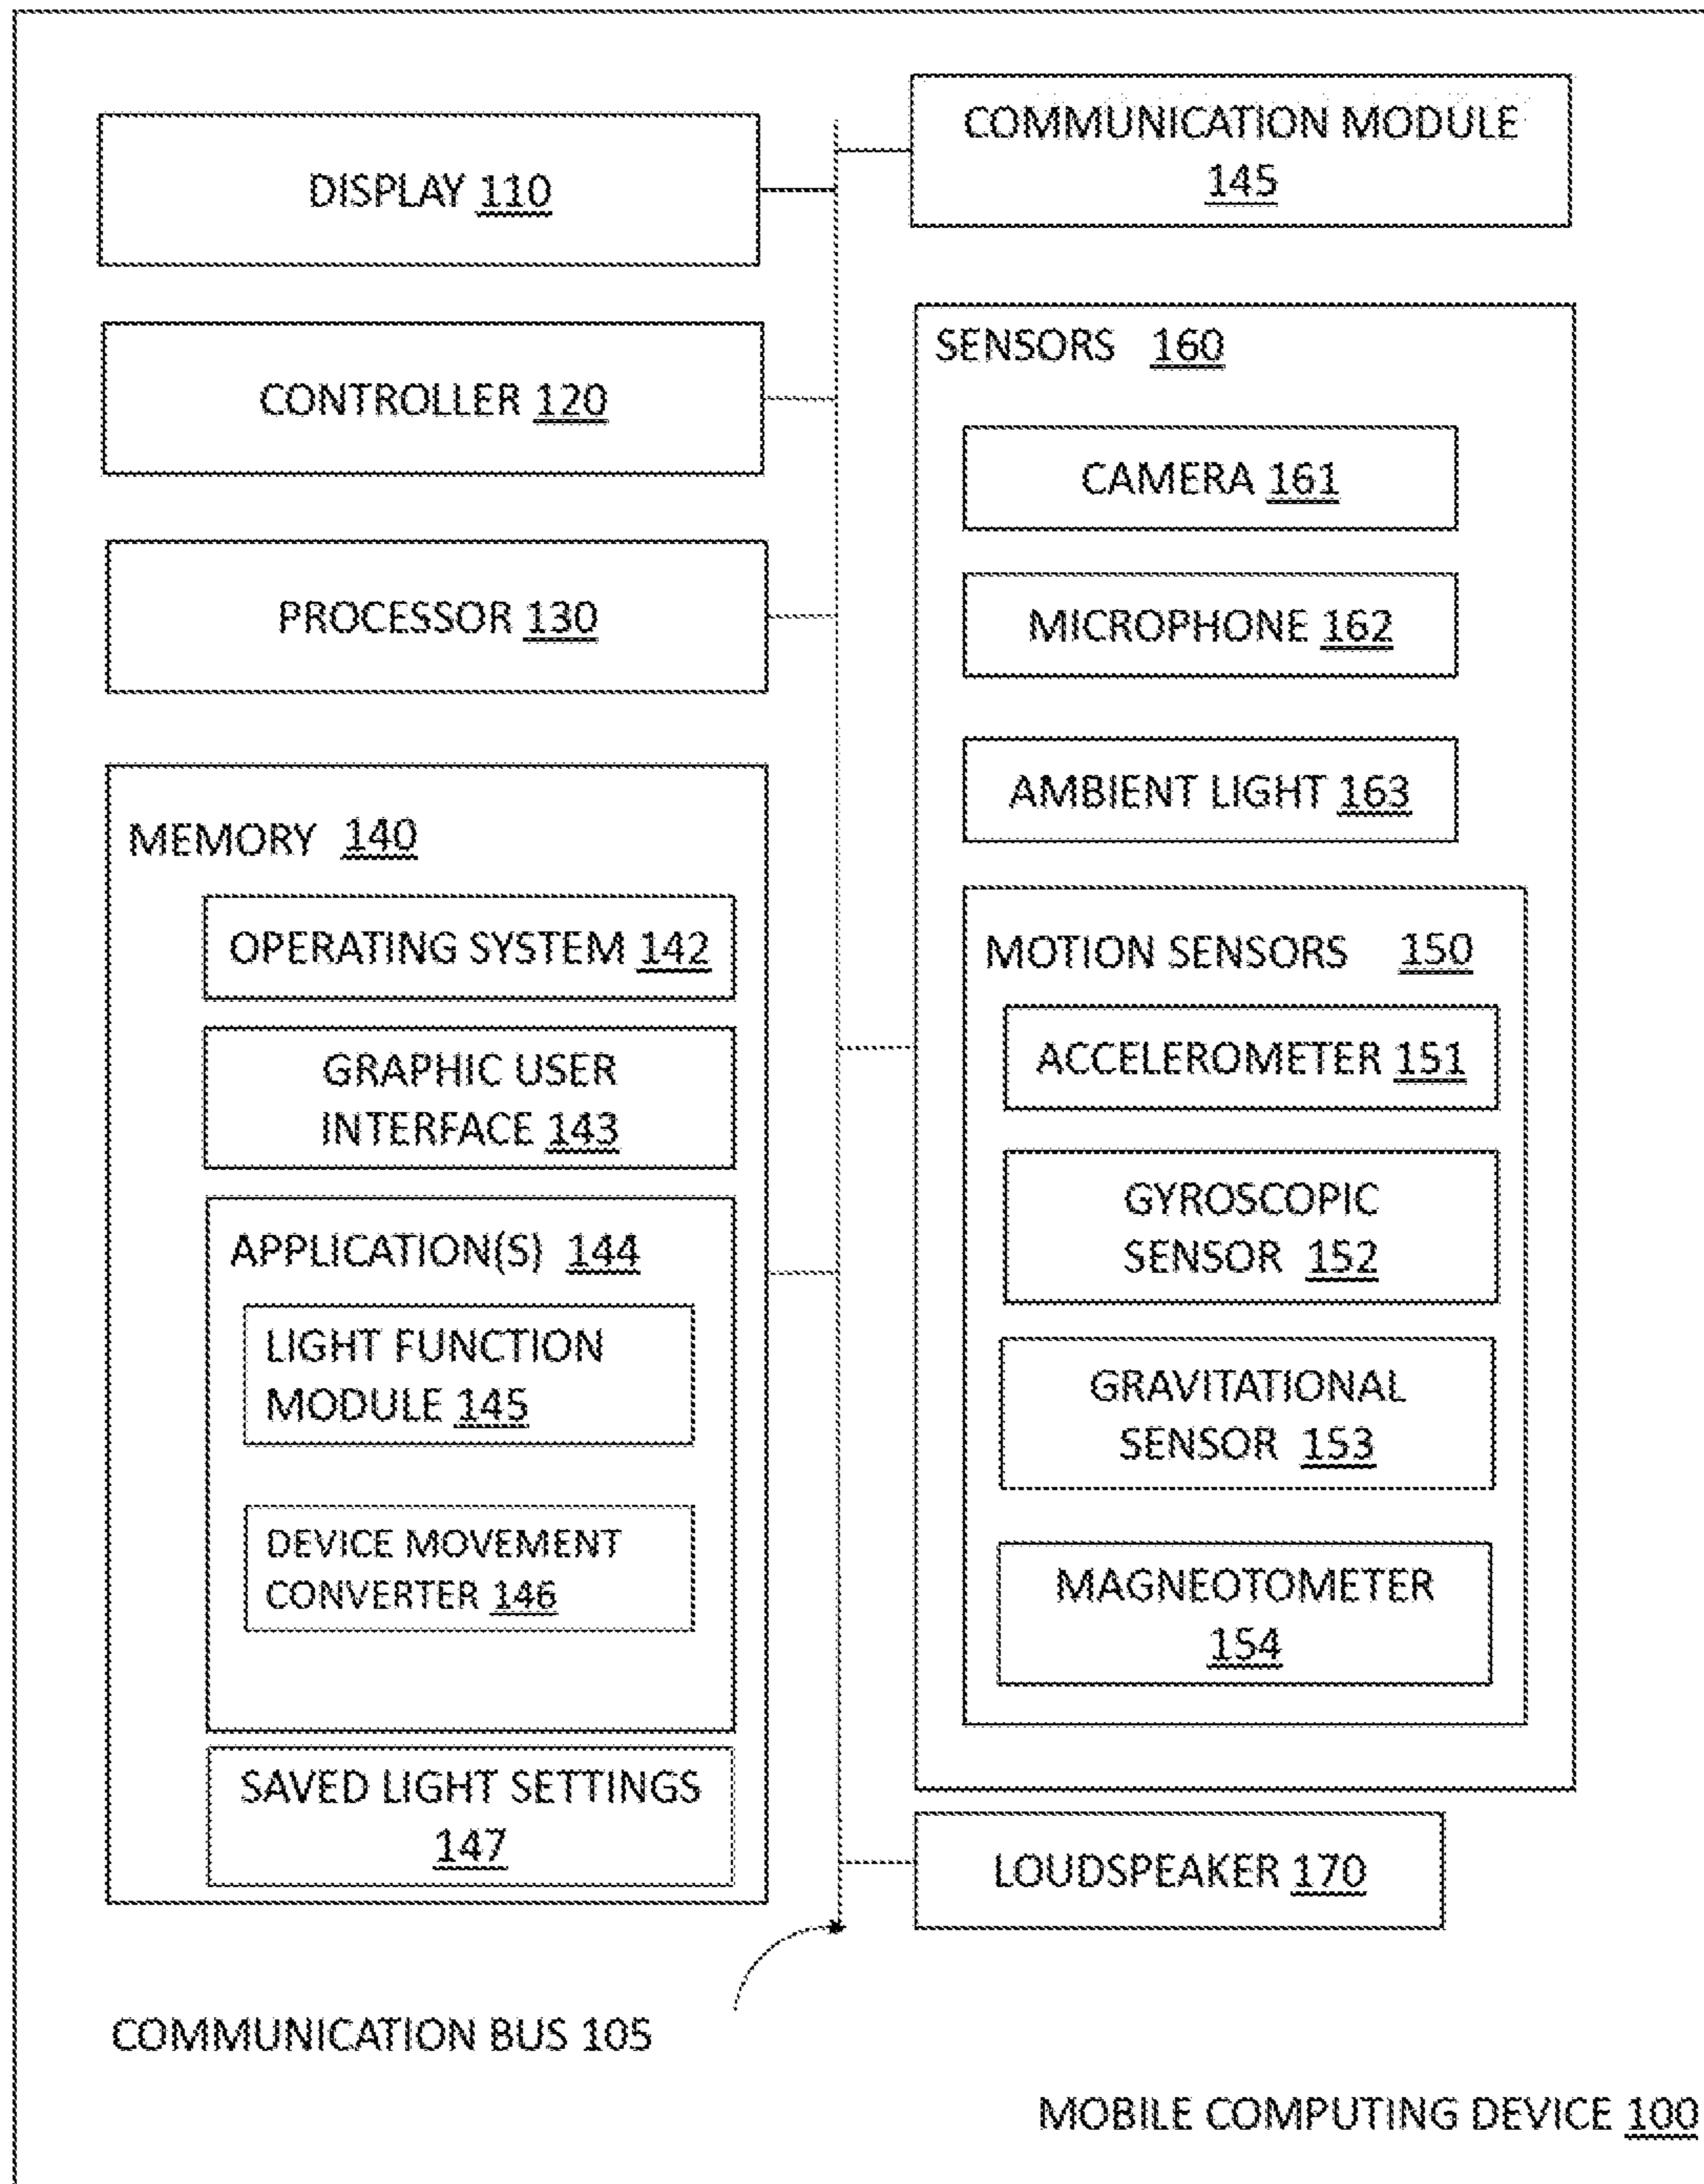 DISPLAY 110
CONTROLLER 120
PROCESSOR 130
MEMORY 140
OPERATING SYSTEM 142
GRAPHIC USER
INTERFACE 143
APPLICATION(S) 144
LIGHT FUNCTION
MODULE 145
DEVICE MOVEMENT
CONVERTER 146
SAVED LIGHT SETTINGS
147
COMMUNICATION MODULE
145
SENSORS 160
CAMERA 161
MICROPHONE 162
AMBIENT LIGHT 163
MOTION SENSORS 150
ACCELEROMETER 151
GYROSCOPIC
SENSOR 152
GRAVITATIONAL
SENSOR 153
MAGNEOTOMETER
154
LOUDSPEAKER 170
COMMUNICATION BUS 105
MOBILE COMPUTING DEVICE 100